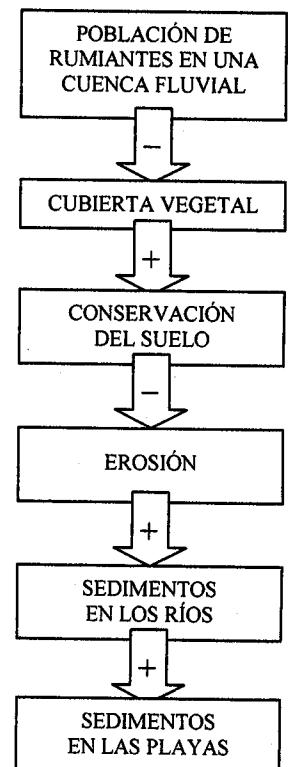 POBLACIÓN DE
RUMIANTES EN UNA
CUENCA FLUVIAL
−
CUBIERTA VEGETAL
+
CONSERVACIÓN
DEL SUELO
−
EROSIÓN
+
SEDIMENTOS
EN LOS RÍOS
+
SEDIMENTOS
EN LAS PLAYAS